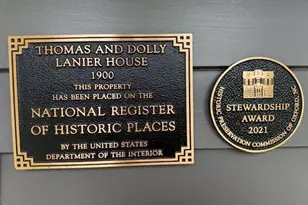 THOMAS AND DOLLY
LANIER HOUSE
1900
THIS PROPERTY
HAS BEEN PLACED ON THE
NATIONAL REGISTER
OF HISTORIC PLACES
BY THE UNITED STATES
DEPARTMENT OF THE INTERIOR
STEWARDSHIP
AWARD
2021
HISTORIC PRESERVATION COMMISSION OF OXFORD, NC